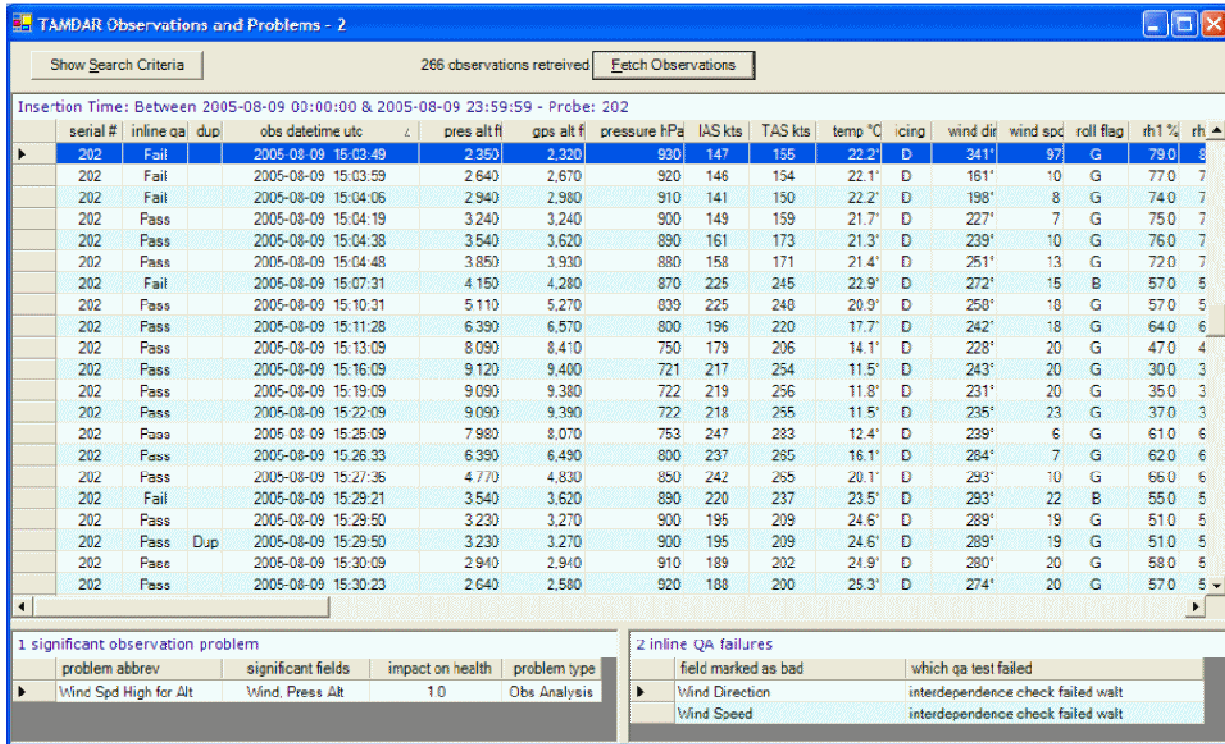 TAMDAR Observations and Problems - 2
Show Search Criteria 266 observations retreived Fetch Observations
Insertion Time: Between 2005-08-09 00:00:00 & 2005-08-09 23:59:59 - Probe: 202
serial # inline qa dup obs datetime utc pres alt ft gps alt f pressure hPa IAS kts TAS kts temp °C icing wind dir wind spd roll flag rh1 % rh
202 Fail 2005-08-09 15:03:49 2350 2,320 930 147 155 22.2° D 341° 97 G 79.0 8
202 Fail 2005-08-09 15:03:59 2640 2,670 920 146 154 22.1° D 161° 10 G 77.0 7
202 Fail 2005-08-09 15:04:06 2940 2,980 910 141 150 22.2° D 198° 8 G 74.0 7
202 Pass 2005-08-09 15:04:19 3,240 3,240 900 149 159 21.7° D 227° 7 G 75.0 7
202 Pass 2005-08-09 15:04:38 3,540 3,620 890 161 173 21.3° D 239° 10 G 76.0 7
202 Pass 2005-08-09 15:04:48 3,850 3,930 880 158 171 21.4° D 251° 13 G 72.0 7
202 Fail 2005-08-09 15:07:31 4,150 4,280 870 225 245 22.9° D 272° 15 B 57.0 5
202 Pass 2005-08-09 15:10:31 5,110 5,270 839 225 248 20.9° D 258° 18 G 57.0 5
202 Pass 2005-08-09 15:11:28 6,390 6,570 800 196 220 17.7° D 242° 18 G 64.0 6
202 Pass 2005-08-09 15:13:09 8,090 8,410 750 179 206 14.1° D 228° 20 G 47.0 4
202 Pass 2005-08-09 15:16:09 9,120 9,400 721 217 254 11.5° D 243° 20 G 30.0 3
202 Pass 2005-08-09 15:19:09 9,090 9,380 722 219 256 11.8° D 231° 20 G 35.0 3
202 Pass 2005-08-09 15:22:09 9,090 9,390 722 218 255 11.5° D 235° 23 G 37.0 3
202 Pass 2005-08-09 15:25:09 7,980 8,070 753 247 283 12.4° D 239° 6 G 61.0 6
202 Pass 2005-08-09 15:26:33 6,390 6,490 800 237 265 16.1° D 284° 7 G 62.0 6
202 Pass 2005-08-09 15:27:36 4,770 4,830 850 242 265 20.1° D 293° 10 G 66.0 6
202 Fail 2005-08-09 15:29:21 3,540 3,620 890 220 237 23.5° D 293° 22 B 55.0 5
202 Pass 2005-08-09 15:29:50 3,230 3,270 900 195 209 24.6° D 289° 19 G 51.0 5
202 Pass Dup 2005-08-09 15:29:50 3,230 3,270 900 195 209 24.6° D 289° 19 G 51.0 5
202 Pass 2005-08-09 15:30:09 2,940 2,940 910 189 202 24.9° D 280° 20 G 58.0 5
202 Pass 2005-08-09 15:30:23 2,640 2,580 920 188 200 25.3° D 274° 20 G 57.0 5
1 significant observation problem
problem abbrev significant fields impact on health problem type
Wind Spd High for Alt Wind, Press Alt 1.0 Obs Analysis
2 inline QA failures
field marked as bad which qa test failed
Wind Direction interdependence check failed wait
Wind Speed interdependence check failed wait